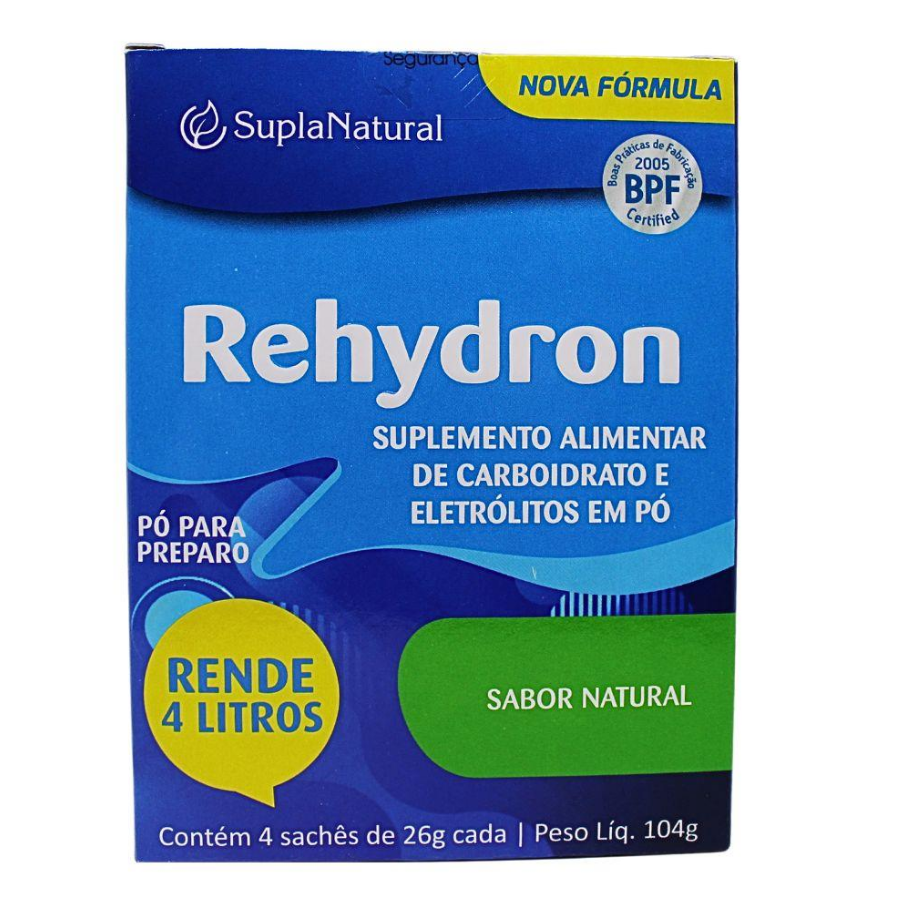 Segurança
NOVA FÓRMULA
SuplaNatural
Boas Práticas de Fabricação
2005
BPF
Certified
Rehydron
SUPLEMENTO ALIMENTAR
DE CARBOIDRATO E
ELETRÓLITOS EM PÓ
PÓ PARA
PREPARO
RENDE
4 LITROS
SABOR NATURAL
Contém 4 sachês de 26g cada | Peso Líq. 104g